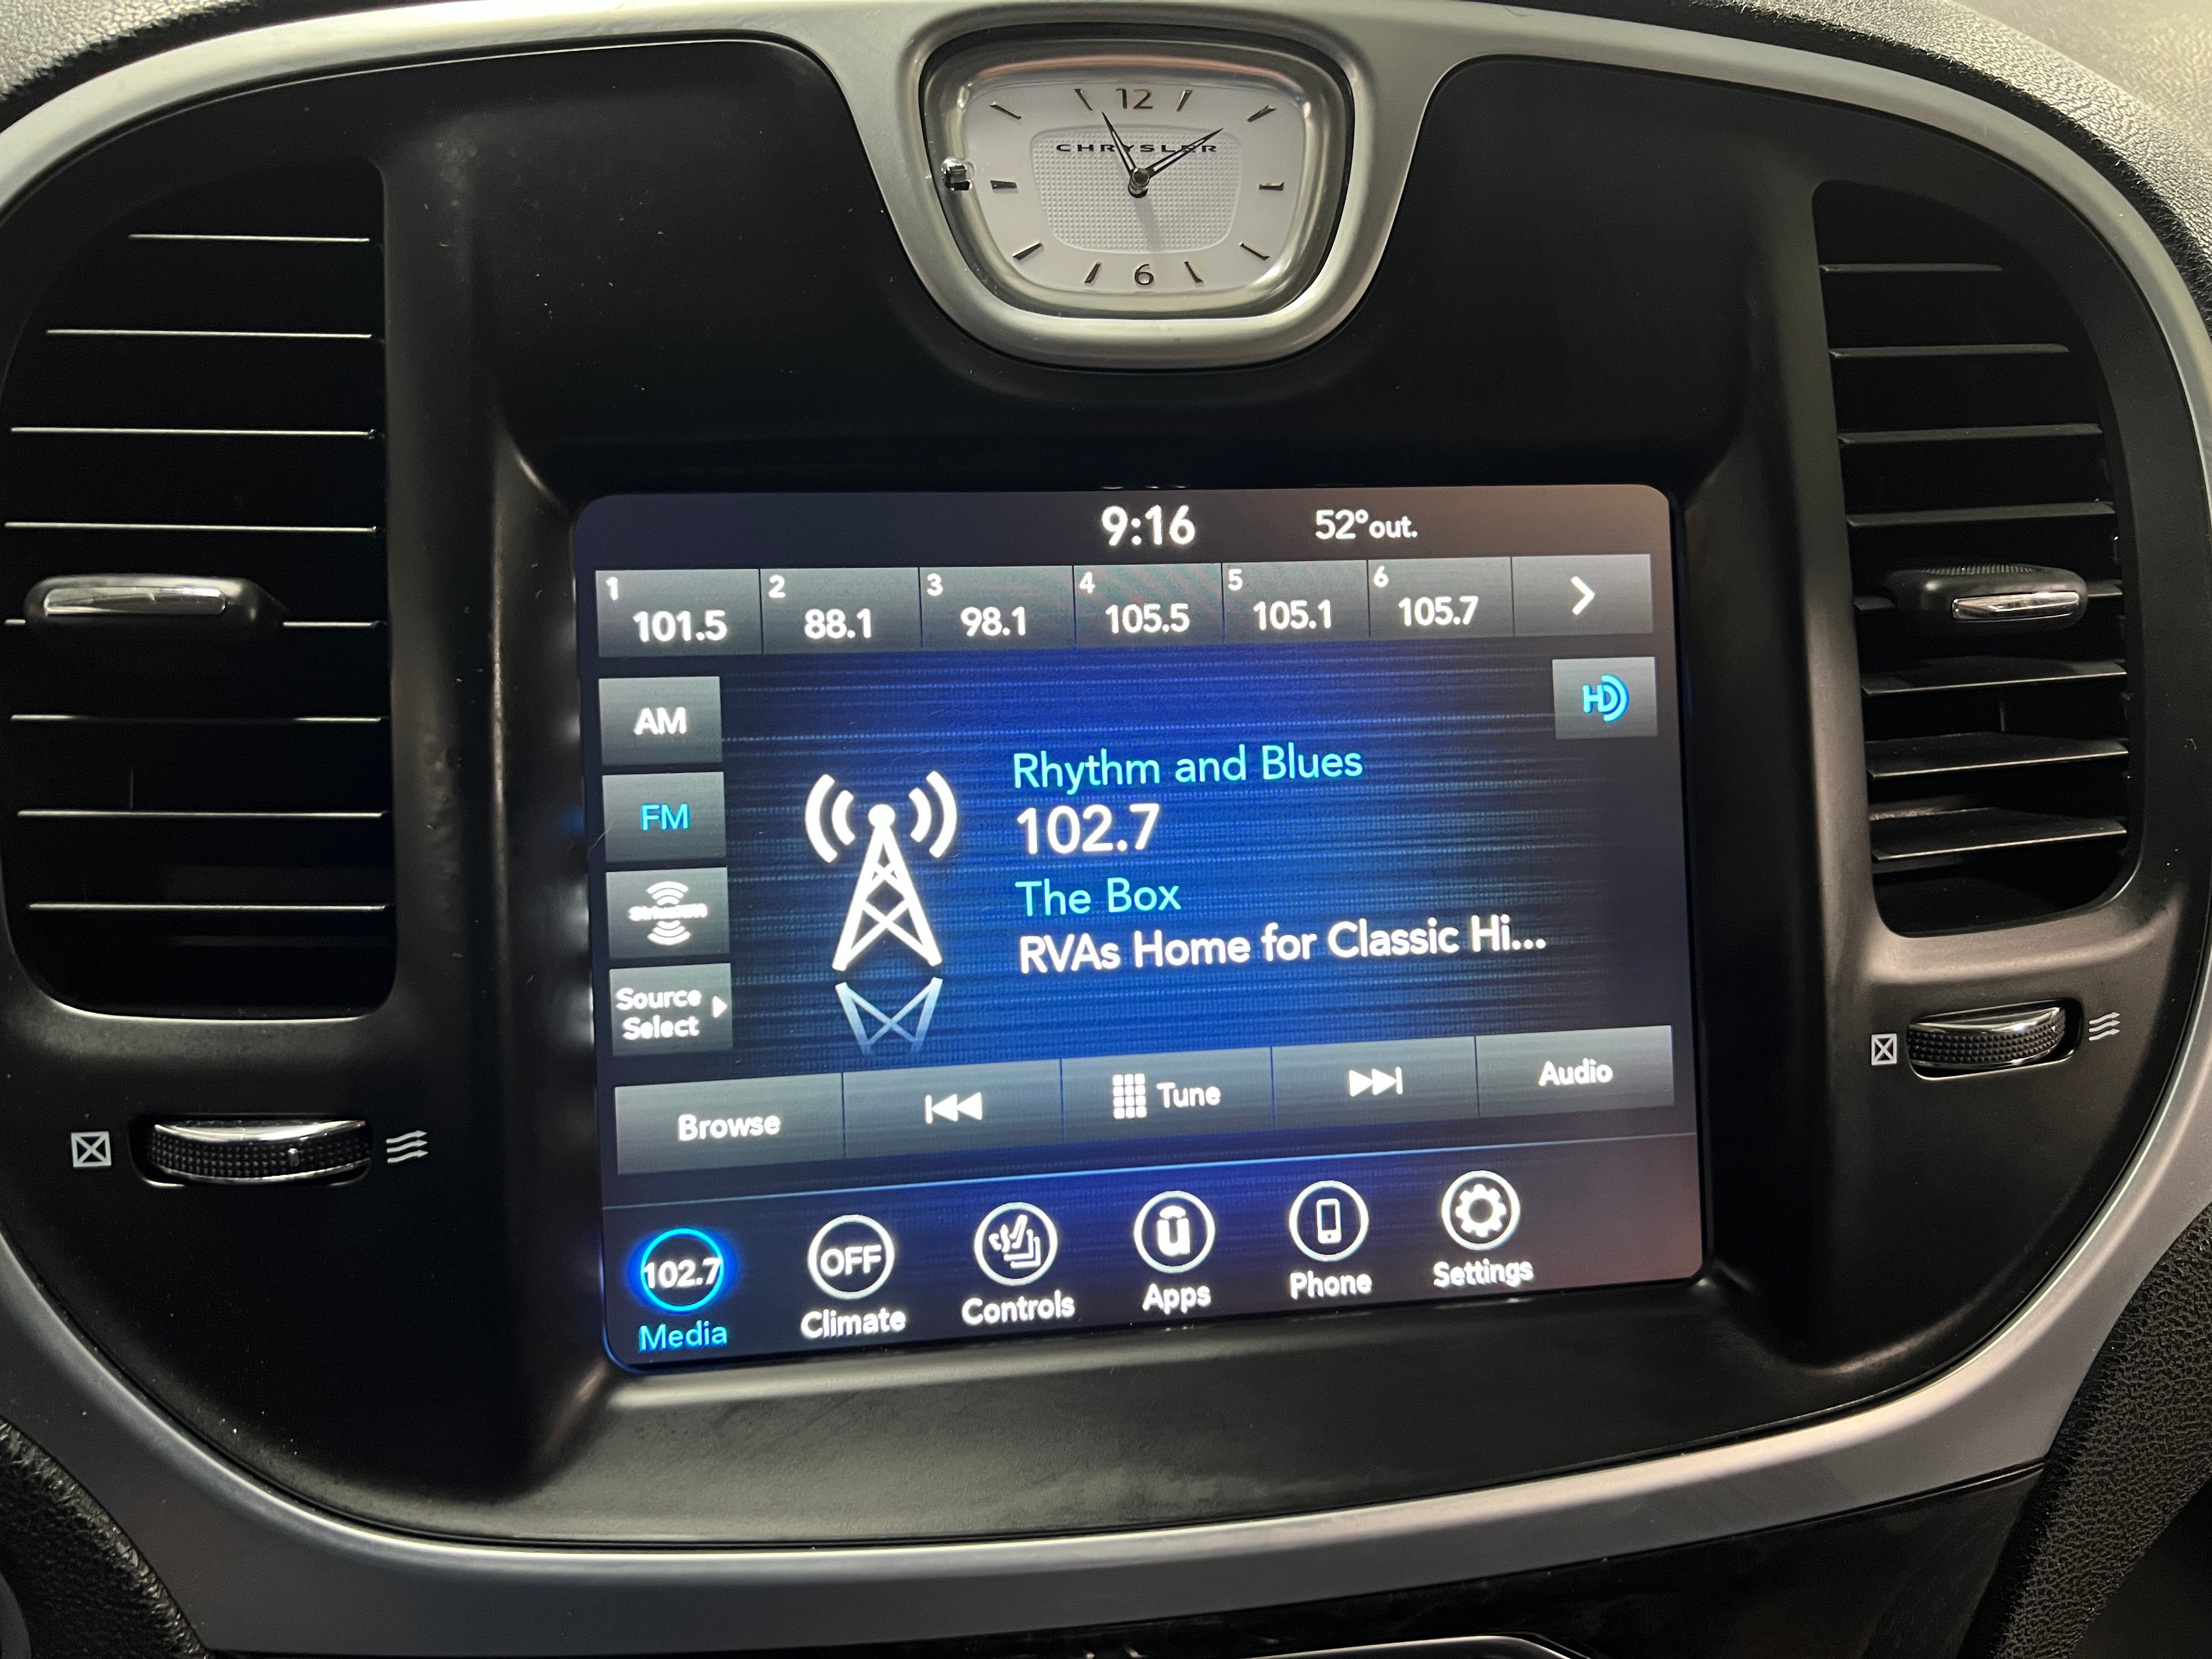 12
CHRYSLER
6
9:16 52°out.
1 2 3 4 5 6
101.5 88.1 98.1 105.5 105.1 105.7
HD
AM
FM
SiriusXM
Source
Select
Rhythm and Blues
102.7
The Box
RVAs Home for Classic Hi...
Browse Tune Audio
102.7 OFF u
Media Climate Controls Apps Phone Settings